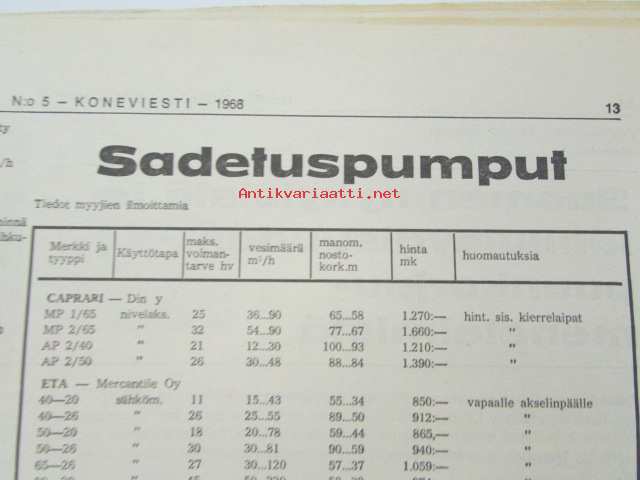 N:o 5 — KONEVIESTI — 1968
13
Sadetuspumput
Antikvariaatti.net
Tiedot myyjien ilmoittamia
Merkki ja tyyppi Käyttötapa maks. voiman- tarve hv vesimäärä m³/h manom. nosto- kork.m hinta mk huomautuksia
CAPRARI — Din y
MP 1/65 nivelaks. 25 36...90 65...58 1.270:— hint. sis. kierrelaipat
MP 2/65 " 32 54...90 77...67 1.660:— "
AP 2/40 " 21 12...30 100...93 1.210:— "
AP 2/50 " 26 30...48 88...84 1.390:— "
ETA — Mercantile Oy
40—20 sähköm. 11 15...43 55...34 850:— vapaalle akselinpäälle
40—26 " 26 25...55 89...50 912:— "
50—20 " 18 20...78 59...44 865,— "
50—26 " 30 30...81 90...59 940:— "
65—26 " 27 30...120 57...37 1.059:— "